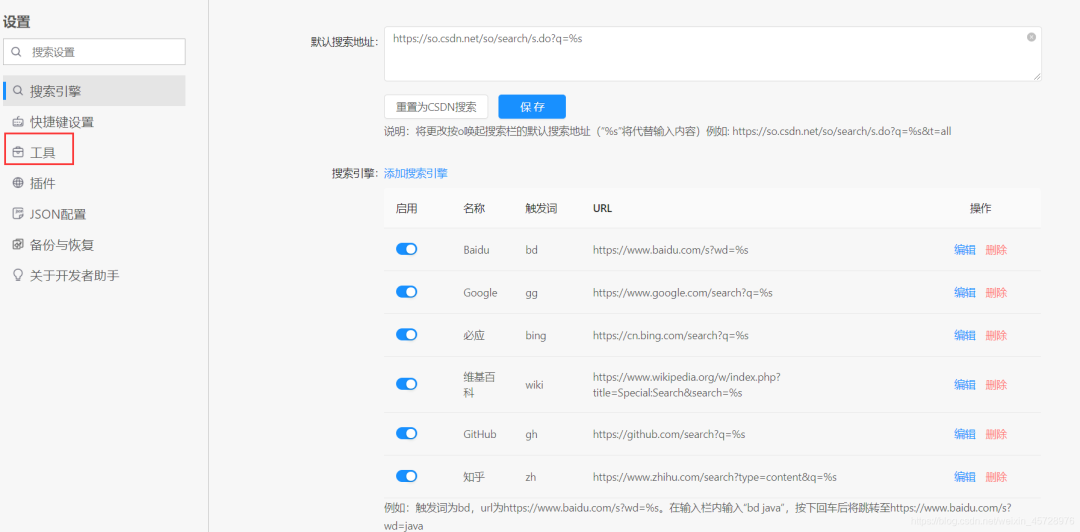 设置
搜索设置
搜索引擎
快捷键设置
工具
插件
JSON配置
备份与恢复
关于开发者助手
默认搜索地址:
https://so.csdn.net/so/search/s.do?q=%s
重置为CSDN搜索
保 存
说明：将更改按o唤起搜索栏的默认搜索地址（"%s"将代替输入内容）例如: https://so.csdn.net/so/search/s.do?q=%s&t=all
搜索引擎: 添加搜索引擎
启用 名称 触发词 URL 操作
Baidu bd https://www.baidu.com/s?wd=%s 编辑 删除
Google gg https://www.google.com/search?q=%s 编辑 删除
必应 bing https://cn.bing.com/search?q=%s 编辑 删除
维基百
科
wiki
https://www.wikipedia.org/w/index.php?
title=Special:Search&search=%s
编辑 删除
GitHub gh https://github.com/search?q=%s 编辑 删除
知乎 zh https://www.zhihu.com/search?type=content&q=%s 编辑 删除
例如：触发词为bd，url为https://www.baidu.com/s?wd=%s。在输入栏内输入"bd java"，按下回车后将跳转至https://www.baidu.com/s?
wd=java